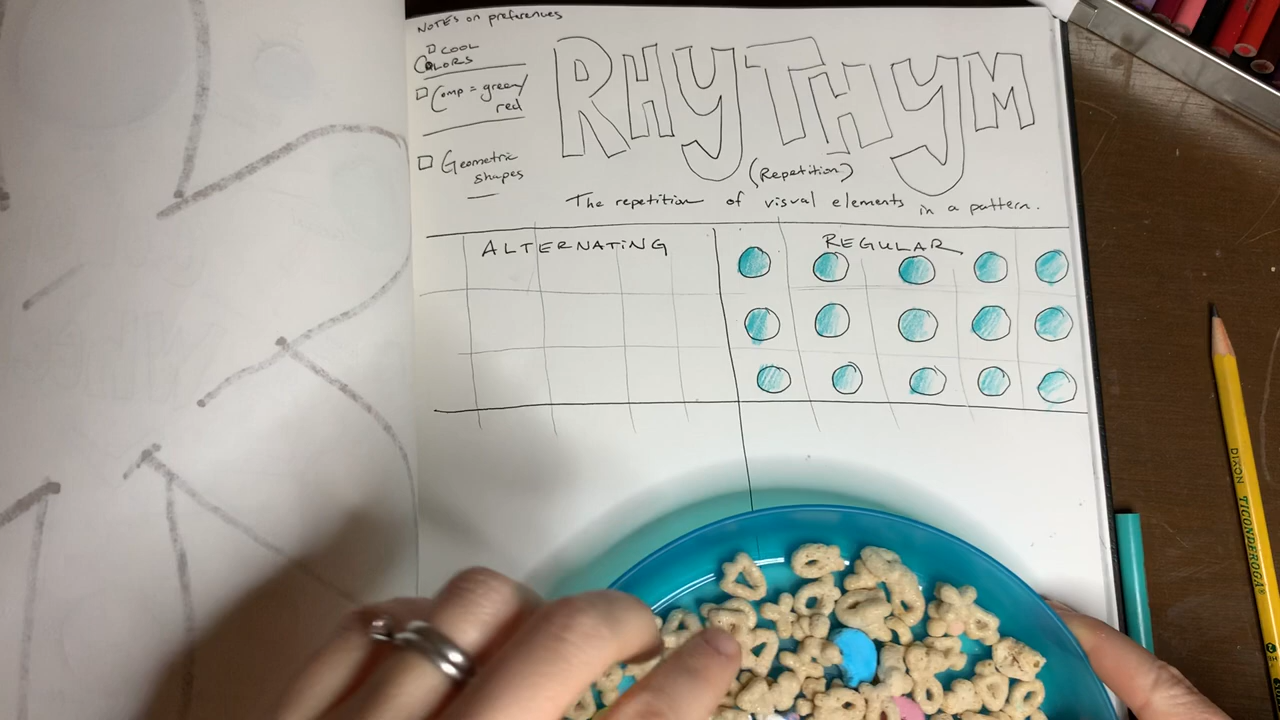 NOTES on preferences
COOL
COLORS
Comp = green/
red
Geometric
shapes
RHYTHYM
(Repetition)
The repetition of visual elements in a pattern.
ALTERNATING
REGULAR
DIXON TICONDEROGA